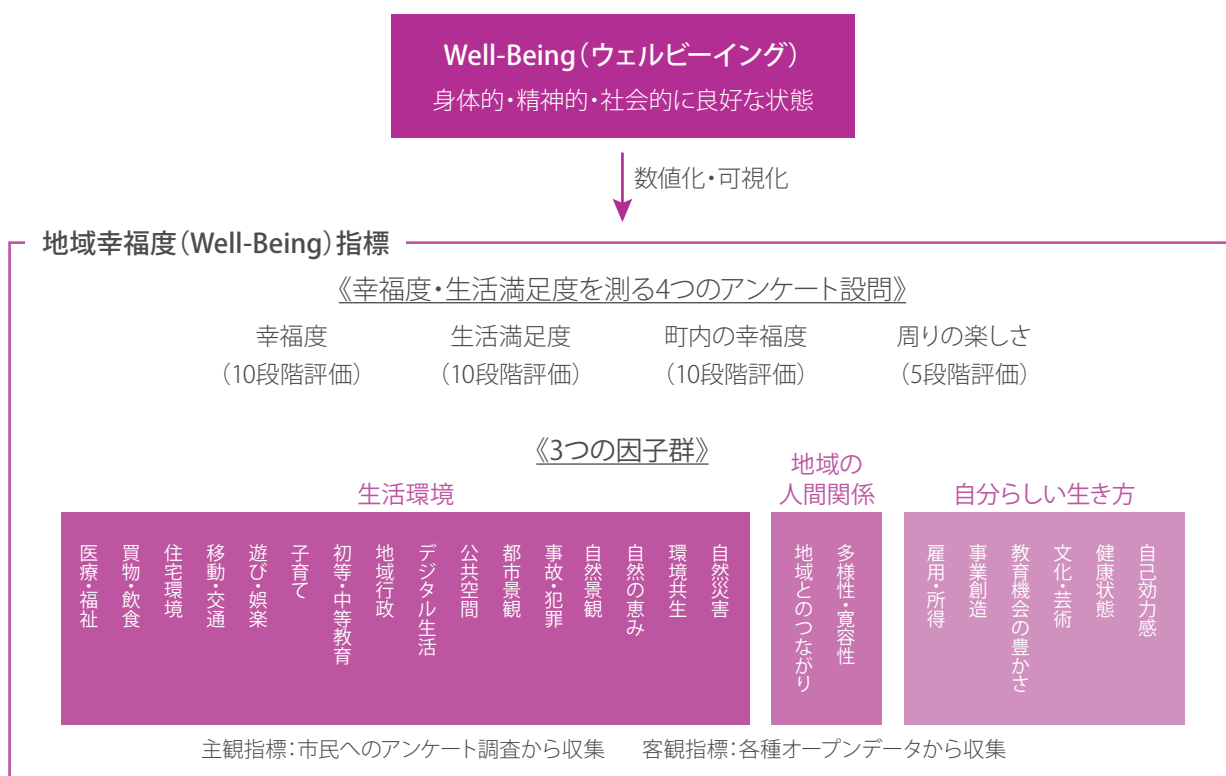 Well-Being（ウェルビーイング）
身体的・精神的・社会的に良好な状態
数値化・可視化
地域幸福度（Well-Being）指標
《幸福度・生活満足度を測る4つのアンケート設問》
幸福度
（10段階評価）
生活満足度
（10段階評価）
町内の幸福度
（10段階評価）
周りの楽しさ
（5段階評価）
《3つの因子群》
生活環境
医療・福祉
買物・飲食
住宅環境
移動・交通
遊び・娯楽
子育て
初等・中等教育
地域行政
デジタル生活
公共空間
都市景観
事故・犯罪
自然景観
自然の恵み
環境共生
自然災害
地域の
人間関係
地域とのつながり
多様性・寛容性
自分らしい生き方
雇用・所得
事業創造
教育機会の豊かさ
文化・芸術
健康状態
自己効力感
主観指標：市民へのアンケート調査から収集
客観指標：各種オープンデータから収集